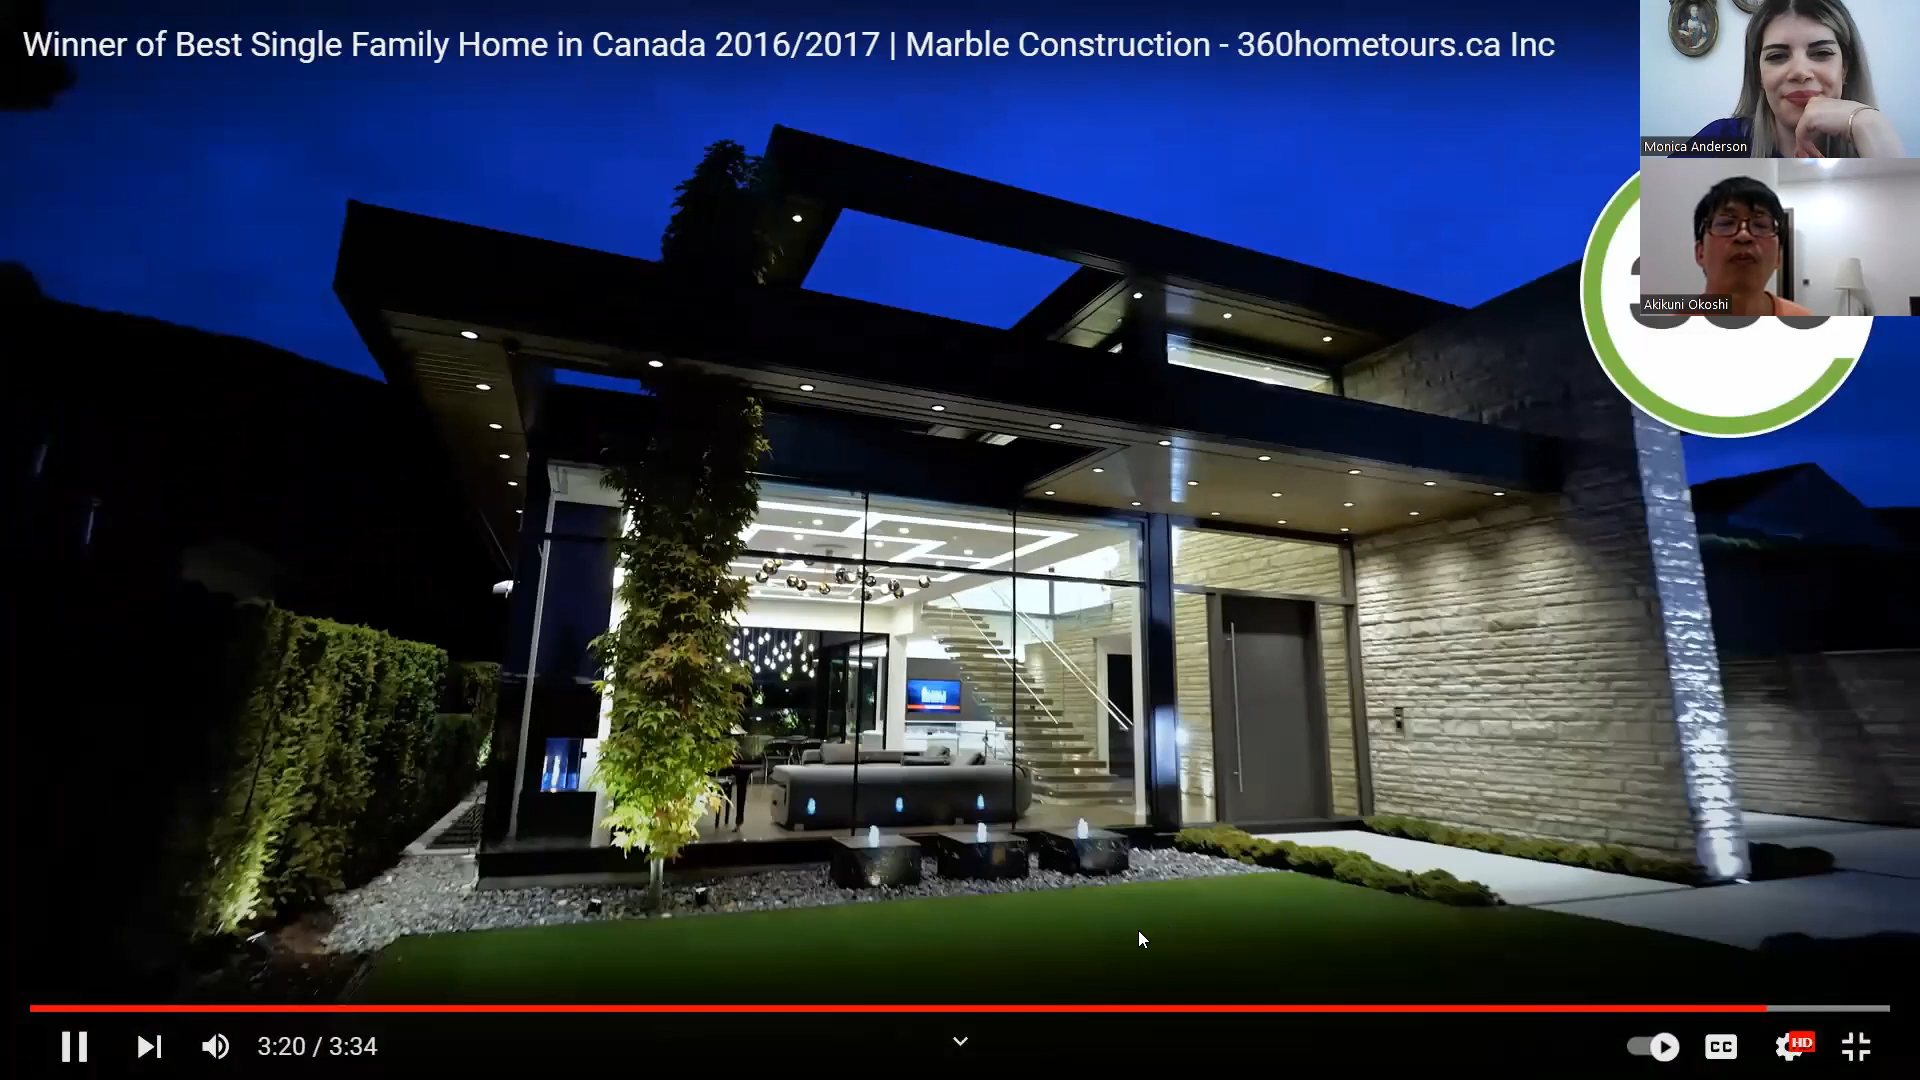 Winner of Best Single Family Home in Canada 2016/2017 | Marble Construction - 360hometours.ca Inc
Monica Anderson
Akikuni Okoshi
3:20 / 3:34
CC
HD